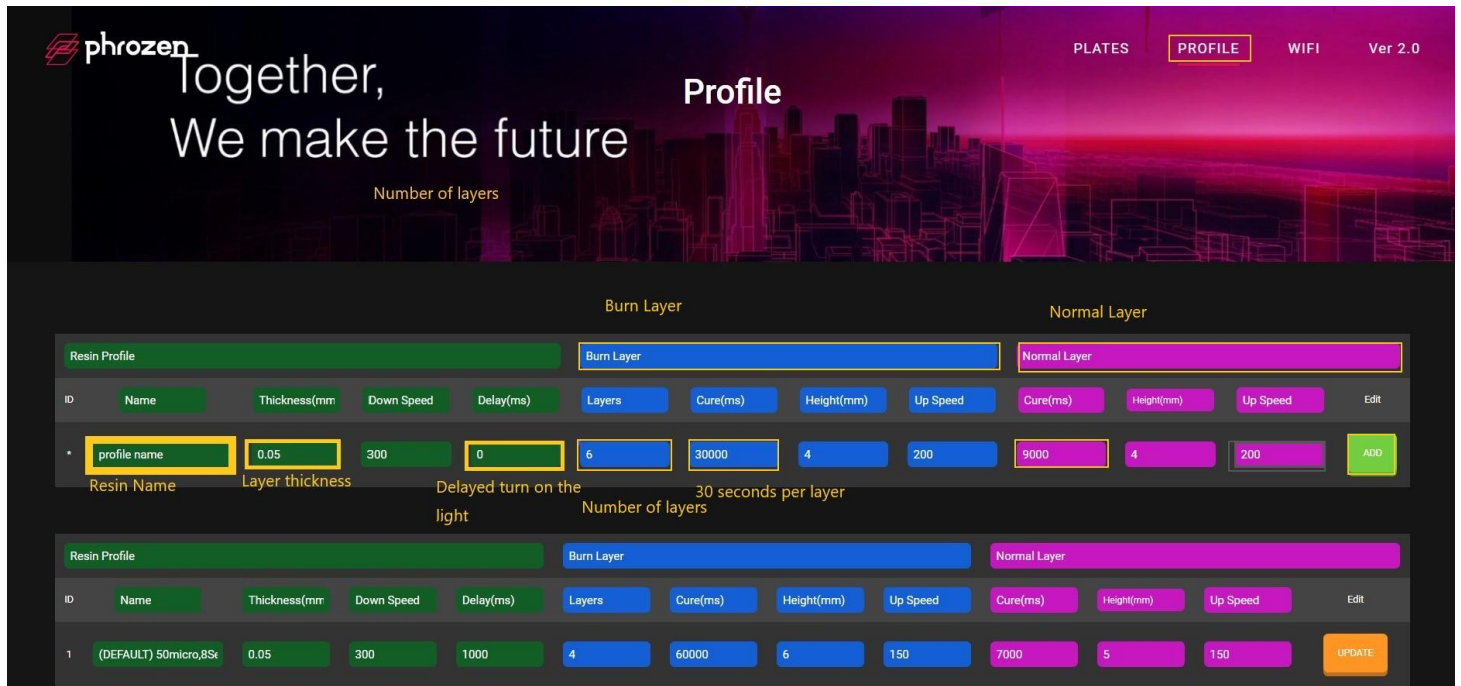 phrozen
PLATES PROFILE WIFI Ver 2.0
Together,
We make the future
Profile
Number of layers
Burn Layer
Normal Layer
Resin Profile Burn Layer Normal Layer
ID Name Thickness(mm Down Speed Delay(ms) Layers Cure(ms) Height(mm) Up Speed Cure(ms) Height(mm) Up Speed Edit
* profile name 0.05 300 0 6 30000 4 200 9000 4 200 ADD
Resin Name Layer thickness Delayed turn on the
light
Number of layers
30 seconds per layer
Resin Profile Burn Layer Normal Layer
ID Name Thickness(mm Down Speed Delay(ms) Layers Cure(ms) Height(mm) Up Speed Cure(ms) Height(mm) Up Speed Edit
1 (DEFAULT) 50micro,8Se 0.05 300 1000 4 60000 6 150 7000 5 150 UPDATE